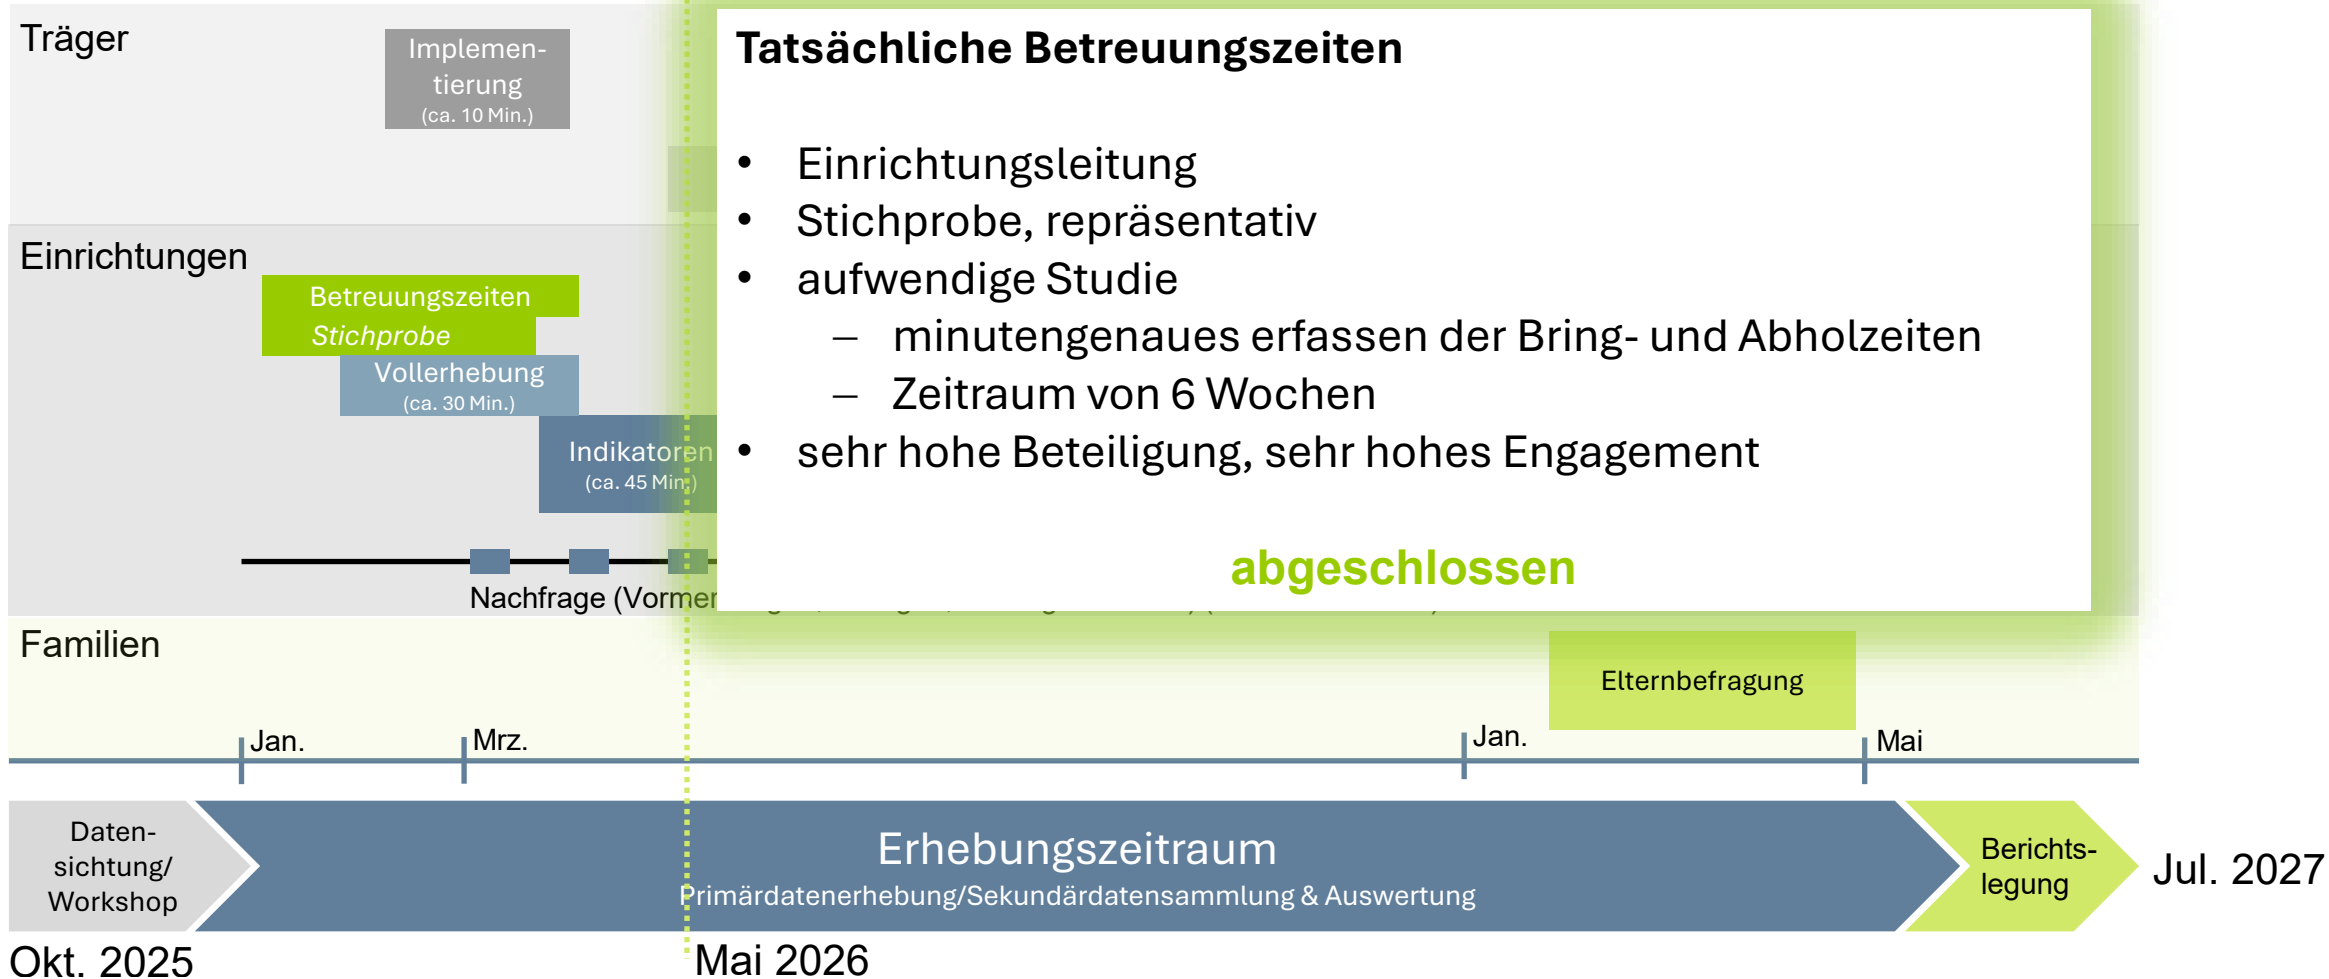 Träger
Implemen-
tierung
(ca. 10 Min.)
Tatsächliche Betreuungszeiten
• Einrichtungsleitung
• Stichprobe, repräsentativ
• aufwendige Studie
– minutengenaues erfassen der Bring- und Abholzeiten
– Zeitraum von 6 Wochen
• sehr hohe Beteiligung, sehr hohes Engagement
abgeschlossen
Einrichtungen
Betreuungszeiten
Stichprobe
Vollerhebung
(ca. 30 Min.)
Indikatoren
(ca. 45 Min.)
Nachfrage
Familien
Elternbefragung
Jan.
Mrz.
Jan.
Mai
Daten-
sichtung/
Workshop
Erhebungszeitraum
Primärdatenerhebung/Sekundärdatensammlung & Auswertung
Berichts-
legung
Jul. 2027
Okt. 2025
Mai 2026